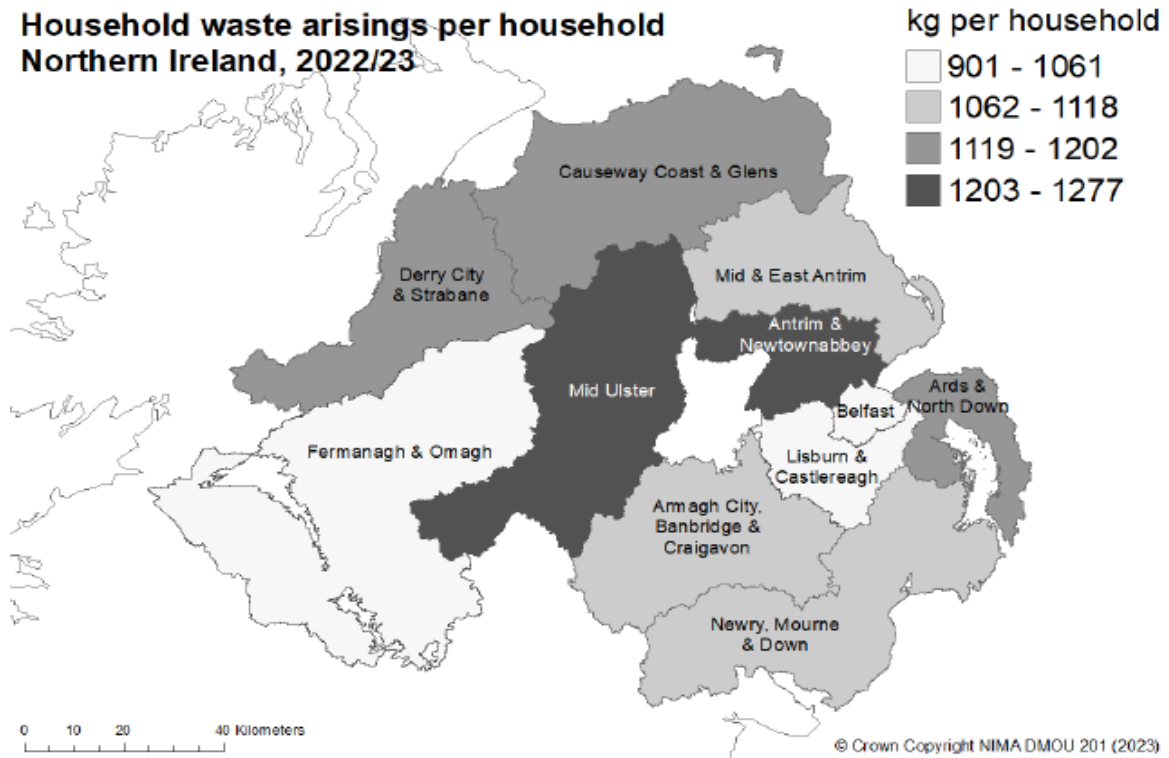 Household waste arisings per household
Northern Ireland, 2022/23
kg per household
901 - 1061
1062 - 1118
1119 - 1202
1203 - 1277
Causeway Coast & Glens
Derry City
& Strabane
Mid & East Antrim
Antrim &
Newtownabbey
Mid Ulster
Ards &
North Down
Belfast
Fermanagh & Omagh
Lisburn &
Castlereagh
Armagh City,
Banbridge &
Craigavon
Newry, Mourne
& Down
0 10 20 40 Kilometers
© Crown Copyright NIMA DMOU 201 (2023)